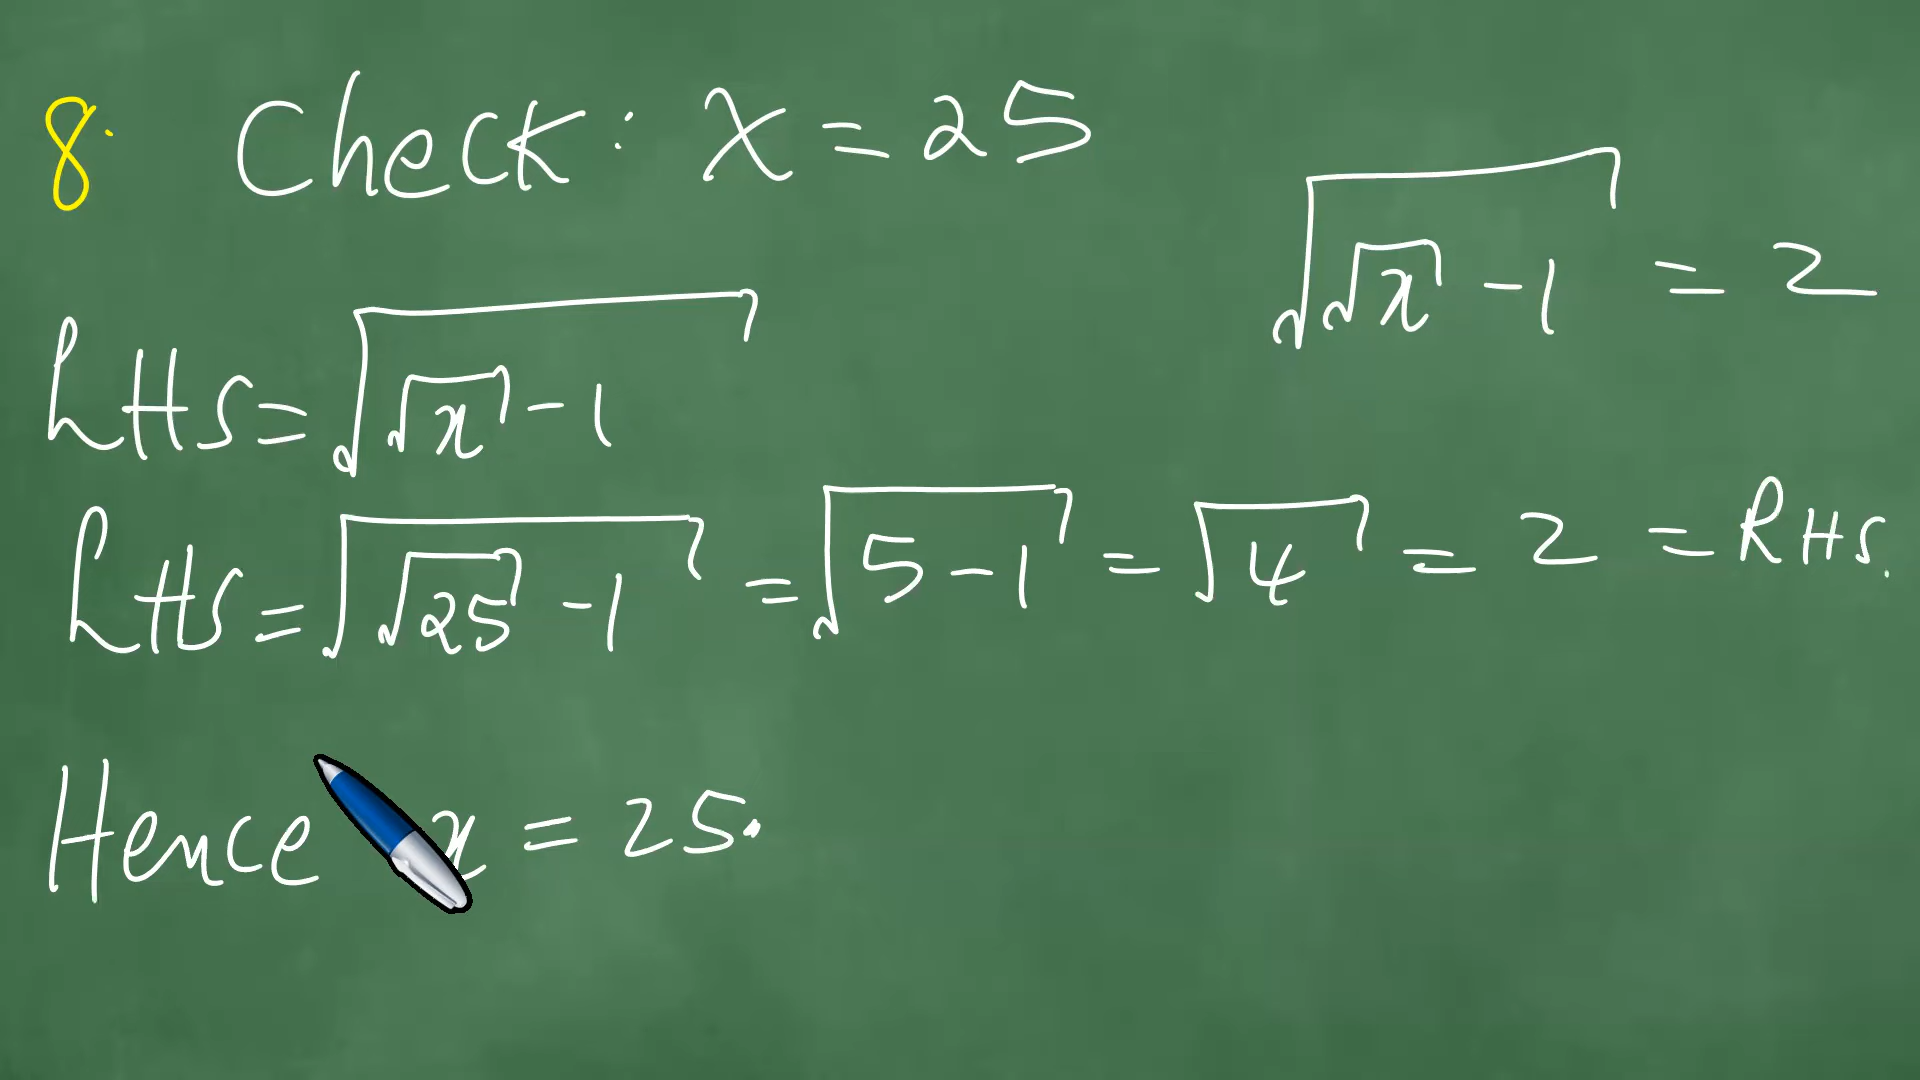 8. Check: x = 25
√(√x - 1) = 2
LHS = √(√x - 1)
LHS = √(√25 - 1) = √(5 - 1) = √4 = 2 = RHS.
Hence x = 25.